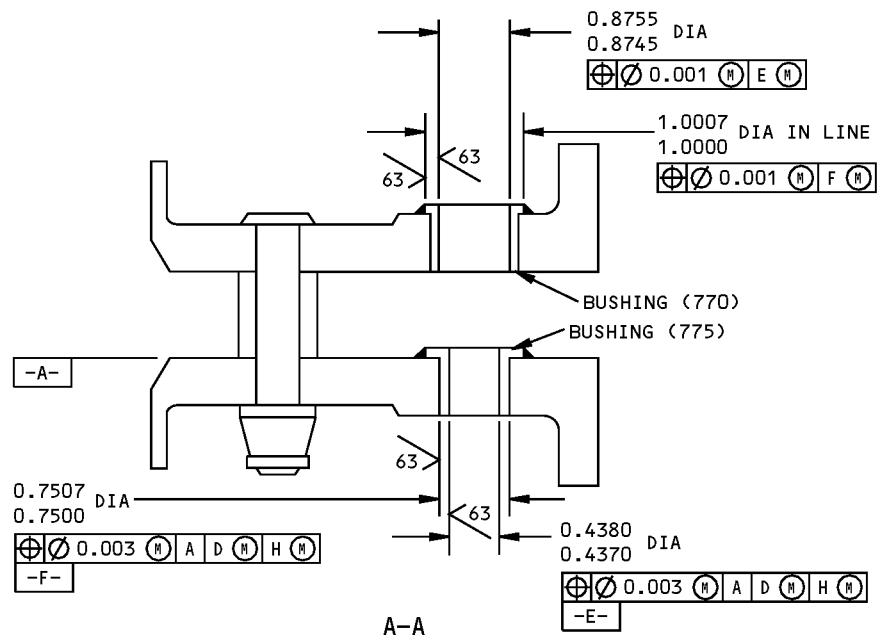 0.8755
0.8745 DIA
⌖ ⌀ 0.001 Ⓜ E Ⓜ
1.0007
1.0000 DIA IN LINE
⌖ ⌀ 0.001 Ⓜ F Ⓜ
63
63
BUSHING (770)
BUSHING (775)
-A-
63
0.7507
0.7500 DIA
⌖ ⌀ 0.003 Ⓜ A D Ⓜ H Ⓜ
-F-
63
0.4380
0.4370 DIA
⌖ ⌀ 0.003 Ⓜ A D Ⓜ H Ⓜ
-E-
A-A